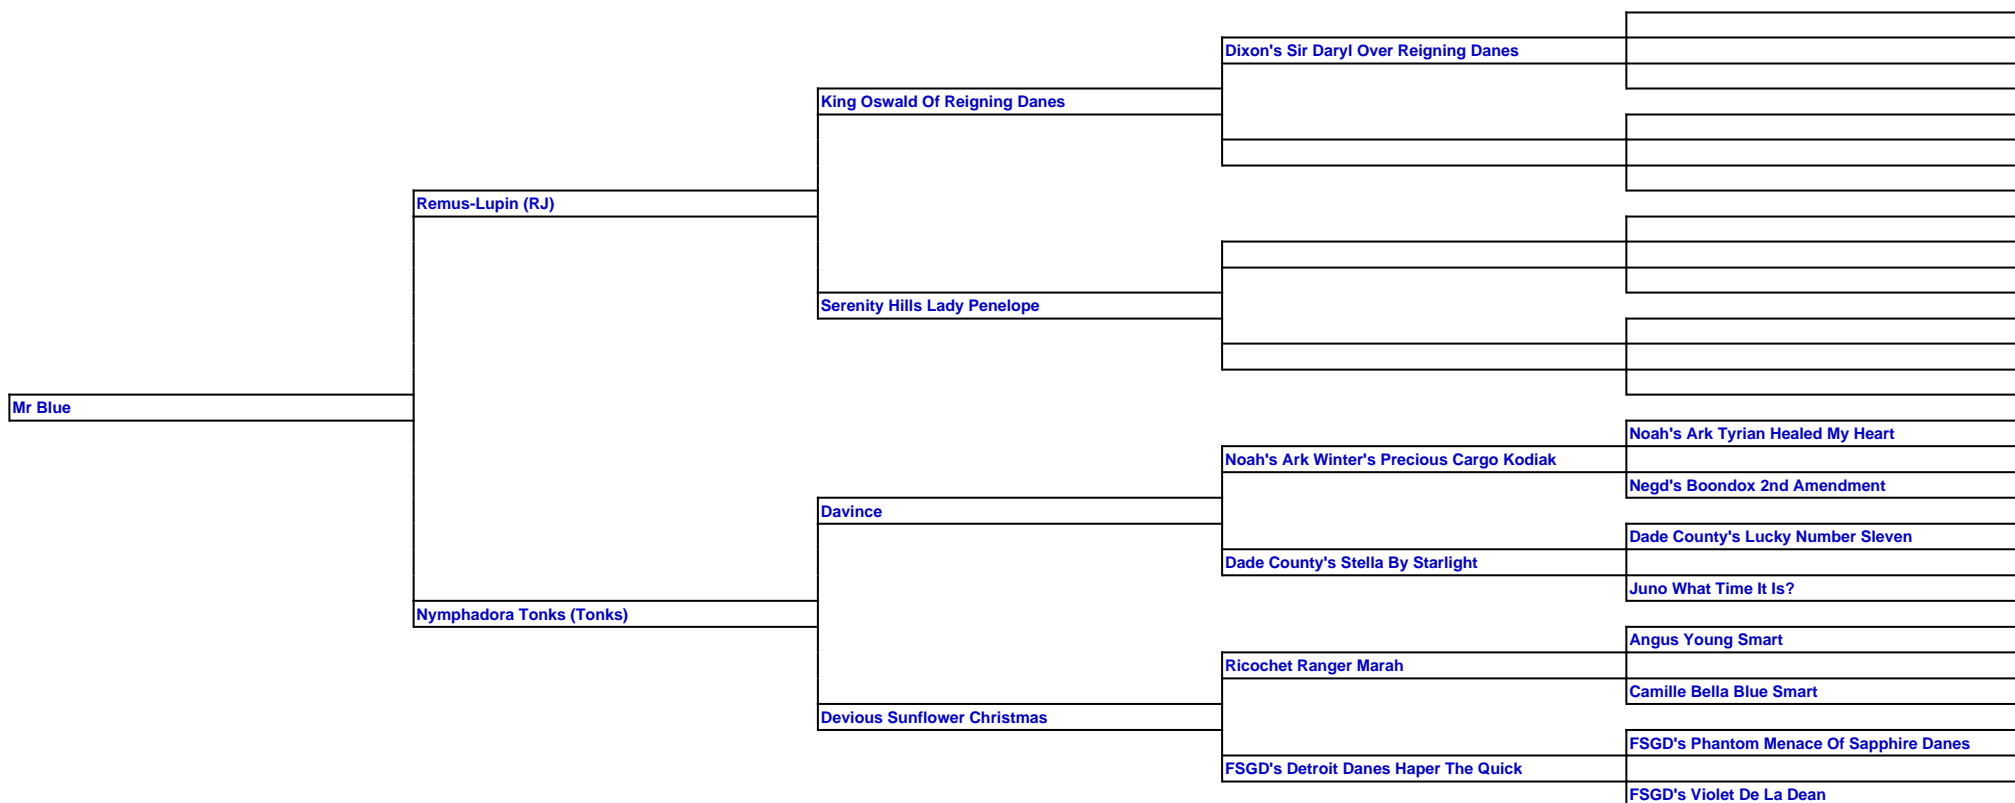 Dixon's Sir Daryl Over Reigning Danes
King Oswald Of Reigning Danes
Remus-Lupin (RJ)
Serenity Hills Lady Penelope
Mr Blue
Noah's Ark Tyrian Healed My Heart
Noah's Ark Winter's Precious Cargo Kodiak
Negd's Boondox 2nd Amendment
Davince
Dade County's Lucky Number Sleven
Dade County's Stella By Starlight
Juno What Time It Is?
Nymphadora Tonks (Tonks)
Angus Young Smart
Ricochet Ranger Marah
Camille Bella Blue Smart
Devious Sunflower Christmas
FSGD's Phantom Menace Of Sapphire Danes
FSGD's Detroit Danes Haper The Quick
FSGD's Violet De La Dean